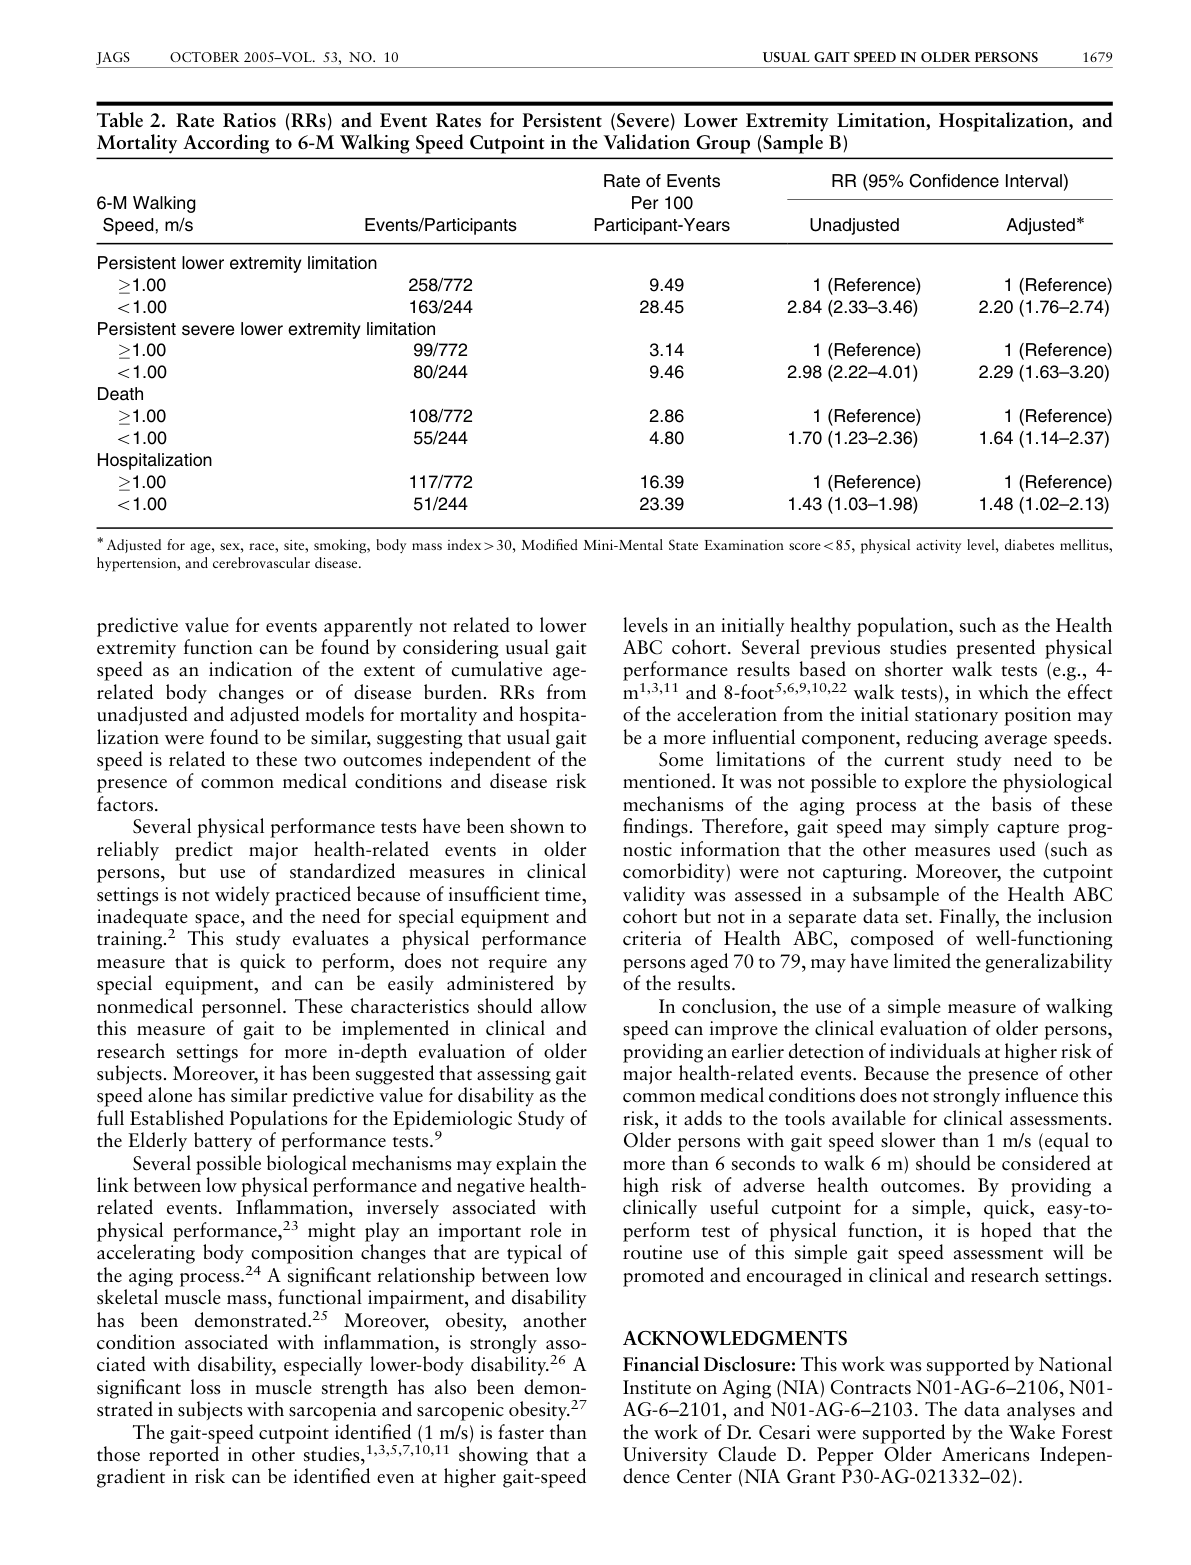 JAGS OCTOBER 2005–VOL. 53, NO. 10 USUAL GAIT SPEED IN OLDER PERSONS 1679
Table 2. Rate Ratios (RRs) and Event Rates for Persistent (Severe) Lower Extremity Limitation, Hospitalization, and
Mortality According to 6-M Walking Speed Cutpoint in the Validation Group (Sample B)
Rate of Events RR (95% Confidence Interval)
6-M Walking Per 100
Speed, m/s Events/Participants Participant-Years Unadjusted Adjusted*
Persistent lower extremity limitation
≥1.00 258/772 9.49 1 (Reference) 1 (Reference)
<1.00 163/244 28.45 2.84 (2.33–3.46) 2.20 (1.76–2.74)
Persistent severe lower extremity limitation
≥1.00 99/772 3.14 1 (Reference) 1 (Reference)
<1.00 80/244 9.46 2.98 (2.22–4.01) 2.29 (1.63–3.20)
Death
≥1.00 108/772 2.86 1 (Reference) 1 (Reference)
<1.00 55/244 4.80 1.70 (1.23–2.36) 1.64 (1.14–2.37)
Hospitalization
≥1.00 117/772 16.39 1 (Reference) 1 (Reference)
<1.00 51/244 23.39 1.43 (1.03–1.98) 1.48 (1.02–2.13)
* Adjusted for age, sex, race, site, smoking, body mass index>30, Modified Mini-Mental State Examination score<85, physical activity level, diabetes mellitus,
hypertension, and cerebrovascular disease.
predictive value for events apparently not related to lower
extremity function can be found by considering usual gait
speed as an indication of the extent of cumulative age-
related body changes or of disease burden. RRs from
unadjusted and adjusted models for mortality and hospita-
lization were found to be similar, suggesting that usual gait
speed is related to these two outcomes independent of the
presence of common medical conditions and disease risk
factors.
Several physical performance tests have been shown to
reliably predict major health-related events in older
persons, but use of standardized measures in clinical
settings is not widely practiced because of insufficient time,
inadequate space, and the need for special equipment and
training.2 This study evaluates a physical performance
measure that is quick to perform, does not require any
special equipment, and can be easily administered by
nonmedical personnel. These characteristics should allow
this measure of gait to be implemented in clinical and
research settings for more in-depth evaluation of older
subjects. Moreover, it has been suggested that assessing gait
speed alone has similar predictive value for disability as the
full Established Populations for the Epidemiologic Study of
the Elderly battery of performance tests.9
Several possible biological mechanisms may explain the
link between low physical performance and negative health-
related events. Inflammation, inversely associated with
physical performance,23 might play an important role in
accelerating body composition changes that are typical of
the aging process.24 A significant relationship between low
skeletal muscle mass, functional impairment, and disability
has been demonstrated.25 Moreover, obesity, another
condition associated with inflammation, is strongly asso-
ciated with disability, especially lower-body disability.26 A
significant loss in muscle strength has also been demon-
strated in subjects with sarcopenia and sarcopenic obesity.27
The gait-speed cutpoint identified (1 m/s) is faster than
those reported in other studies,1,3,5,7,10,11 showing that a
gradient in risk can be identified even at higher gait-speed
levels in an initially healthy population, such as the Health
ABC cohort. Several previous studies presented physical
performance results based on shorter walk tests (e.g., 4-
m1,3,11 and 8-foot5,6,9,10,22 walk tests), in which the effect
of the acceleration from the initial stationary position may
be a more influential component, reducing average speeds.
Some limitations of the current study need to be
mentioned. It was not possible to explore the physiological
mechanisms of the aging process at the basis of these
findings. Therefore, gait speed may simply capture prog-
nostic information that the other measures used (such as
comorbidity) were not capturing. Moreover, the cutpoint
validity was assessed in a subsample of the Health ABC
cohort but not in a separate data set. Finally, the inclusion
criteria of Health ABC, composed of well-functioning
persons aged 70 to 79, may have limited the generalizability
of the results.
In conclusion, the use of a simple measure of walking
speed can improve the clinical evaluation of older persons,
providing an earlier detection of individuals at higher risk of
major health-related events. Because the presence of other
common medical conditions does not strongly influence this
risk, it adds to the tools available for clinical assessments.
Older persons with gait speed slower than 1 m/s (equal to
more than 6 seconds to walk 6 m) should be considered at
high risk of adverse health outcomes. By providing a
clinically useful cutpoint for a simple, quick, easy-to-
perform test of physical function, it is hoped that the
routine use of this simple gait speed assessment will be
promoted and encouraged in clinical and research settings.
ACKNOWLEDGMENTS
Financial Disclosure: This work was supported by National
Institute on Aging (NIA) Contracts N01-AG-6–2106, N01-
AG-6–2101, and N01-AG-6–2103. The data analyses and
the work of Dr. Cesari were supported by the Wake Forest
University Claude D. Pepper Older Americans Indepen-
dence Center (NIA Grant P30-AG-021332–02).